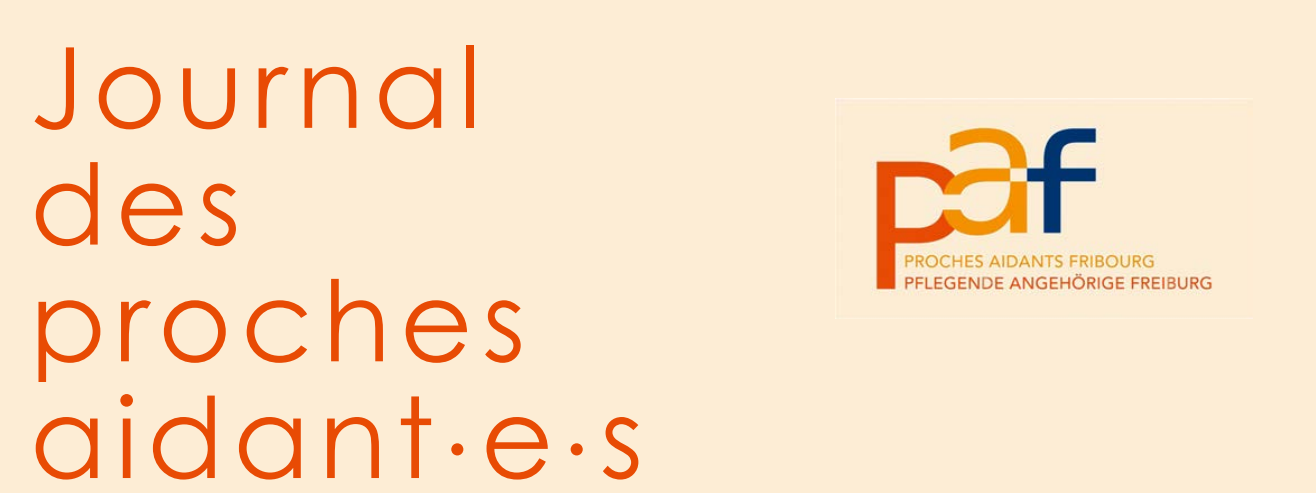 Journal
des
proches
aidant·e·s
paf
PROCHES AIDANTS FRIBOURG
PFLEGENDE ANGEHÖRIGE FREIBURG